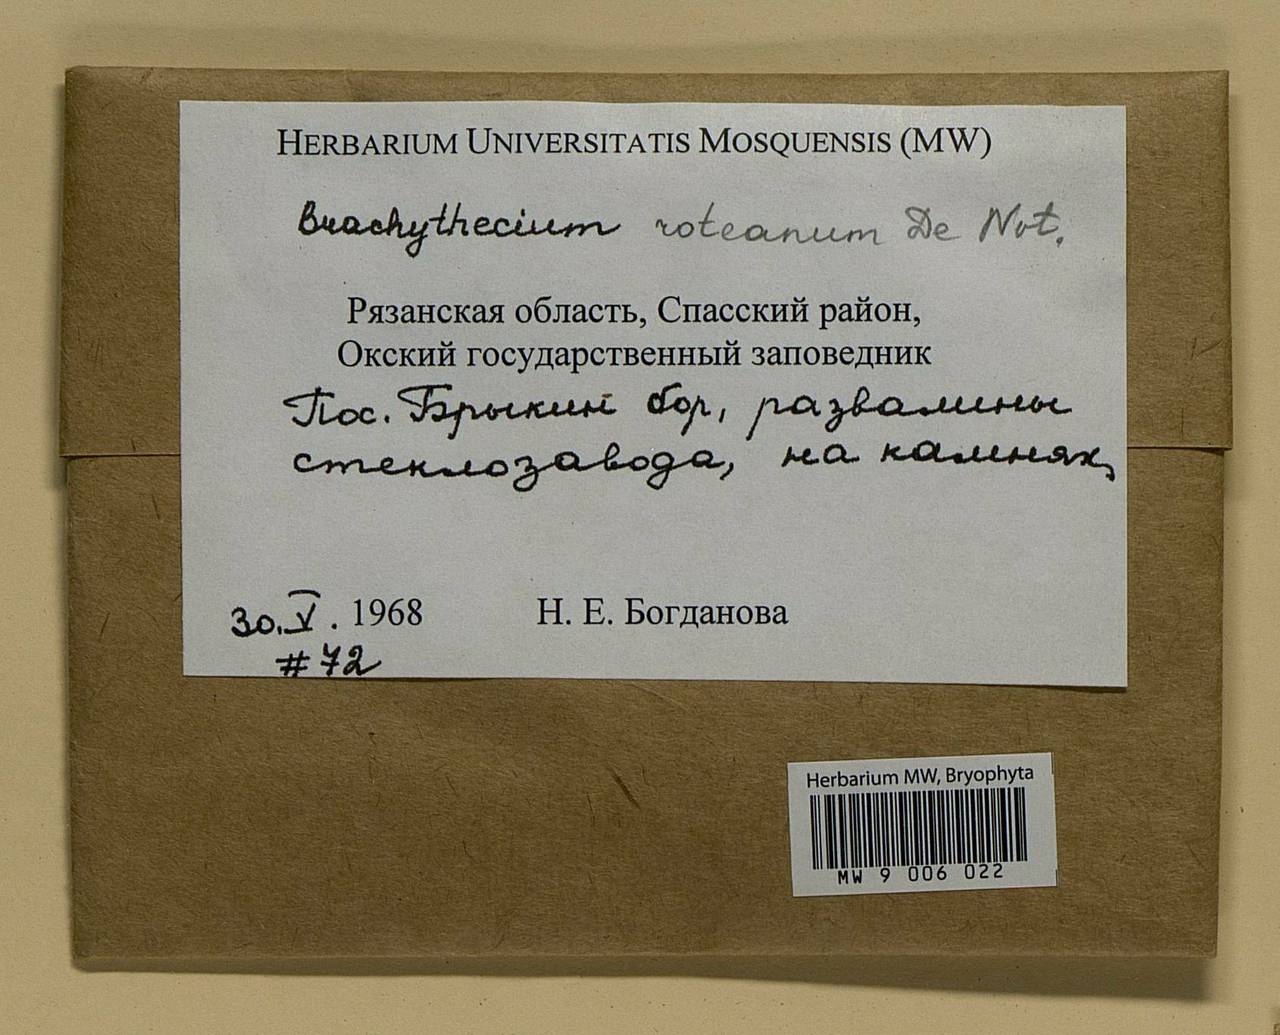 HERBARIUM UNIVERSITATIS MOSQUENSIS (MW)
Brachythecium roteanum De Not.
Рязанская область, Спасский район,
Окский государственный заповедник
Пос. Брыкин бор, развалины
стеклозавода, на камнях,
30.V. 1968 Н. Е. Богданова
#72
Herbarium MW, Bryophyta
MW 9 006 022